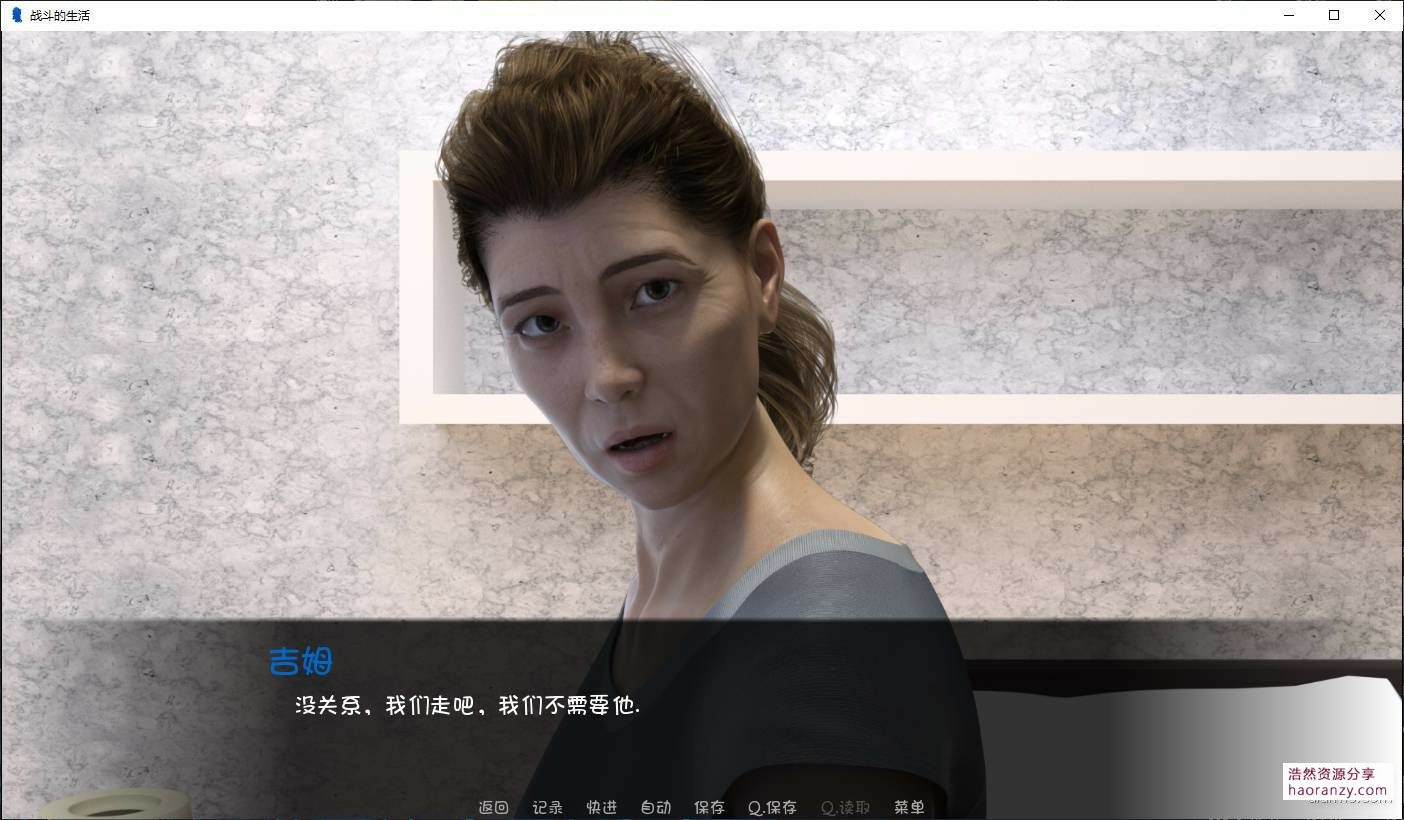 战斗的生活
吉姆
没关系，我们走吧，我们不需要他.
返回 记录 快进 自动 保存 Q.保存 Q.读取 菜单
浩然资源分享
haoranzy.com